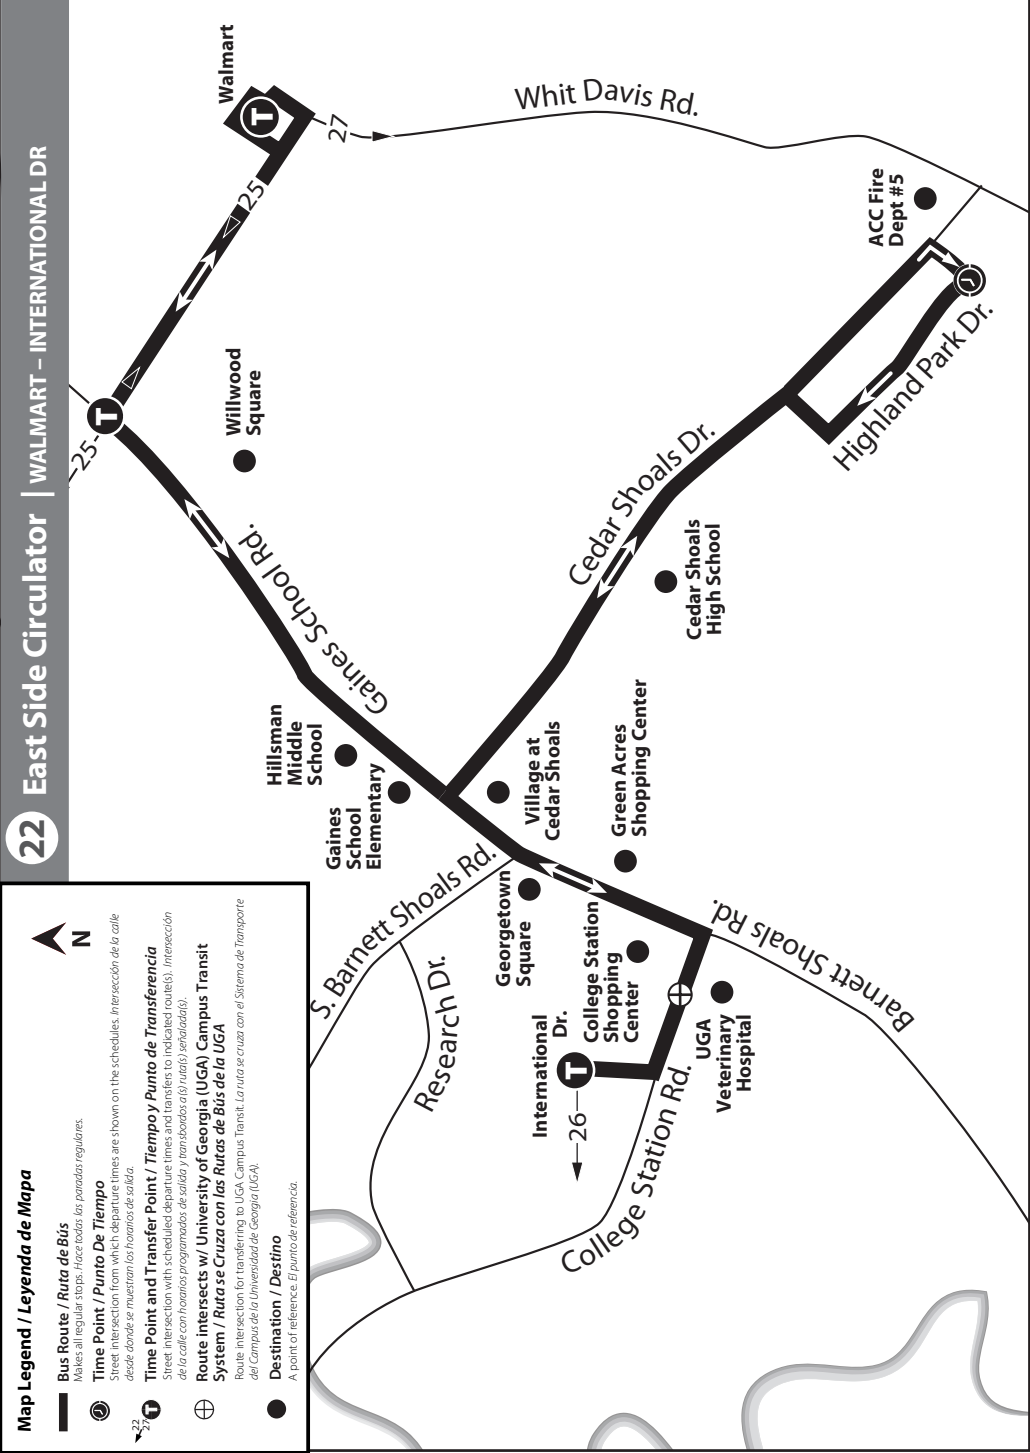 22 East Side Circulator | WALMART – INTERNATIONAL DR
Map Legend / Leyenda de Mapa
N
Bus Route / Ruta de Bús
Makes all regular stops. Hace todas las paradas regulares.
Time Point / Punto De Tiempo
Street intersection from which departure times are shown on the schedules. Intersección de la calle
desde donde se muestran los horarios de salida.
22
27
T
Time Point and Transfer Point / Tiempo y Punto de Transferencia
Street intersection with scheduled departure times and transfers to indicated route(s). Intersección
de la calle con horarios programados de salida y transbordos a(s) ruta(s) señalada(s).
Route intersects w/ University of Georgia (UGA) Campus Transit
System / Ruta se Cruza con las Rutas de Bús de la UGA
Route intersection for transferring to UGA Campus Transit. La ruta se cruza con el Sistema de Transporte
del Campus de la Universidad de Georgia (UGA).
Destination / Destino
A point of reference. El punto de referencia.
Walmart
T
27
25
Whit Davis Rd.
T
25
Willwood
Square
Gaines School Rd.
ACC Fire
Dept #5
Highland Park Dr.
Cedar Shoals Dr.
Cedar Shoals
High School
Hillsman
Middle
School
Gaines
School
Elementary
Village at
Cedar Shoals
Green Acres
Shopping Center
S. Barnett Shoals Rd.
Georgetown
Square
College Station
Shopping
Center
Barnett Shoals Rd.
Research Dr.
International
Dr.
T
26
UGA
Veterinary
Hospital
College Station Rd.